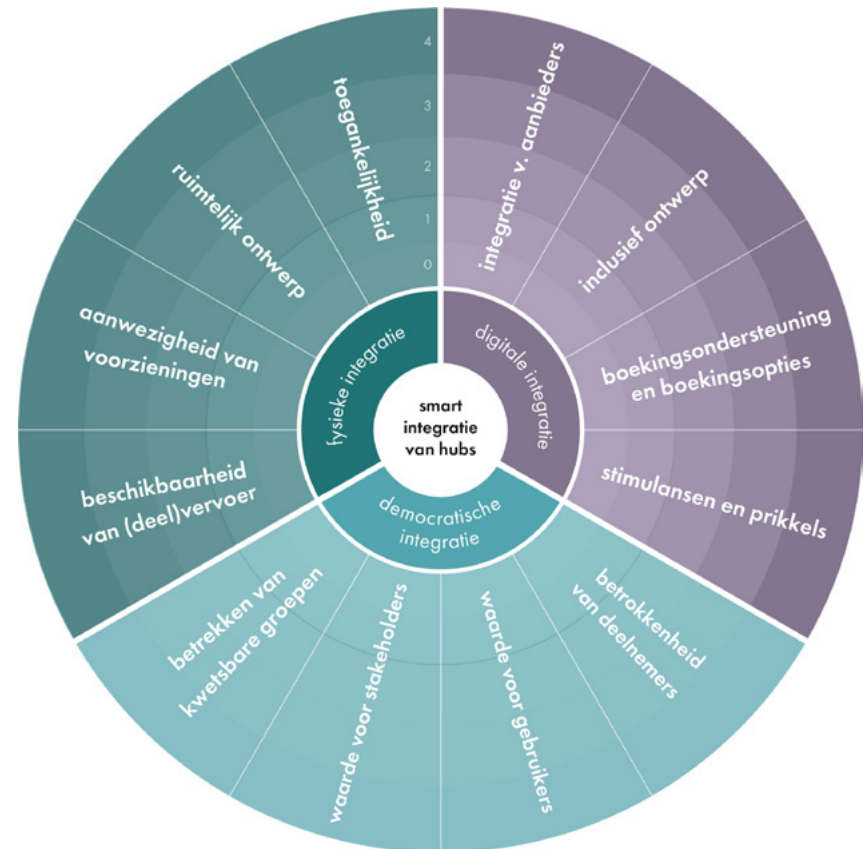 4
3
2
1
0
toegankelijkheid
ruimtelijk ontwerp
aanwezigheid van
voorzieningen
beschikbaarheid
van (deel)vervoer
integratie v. aanbieders
inclusief ontwerp
boekingsondersteuning
en boekingsopties
stimulansen en prikkels
fysieke integratie
digitale integratie
smart
integratie
van hubs
democratische
integratie
betrekken van
kwetsbare groepen
waarde voor stakeholders
waarde voor gebruikers
betrokkenheid
van deelnemers